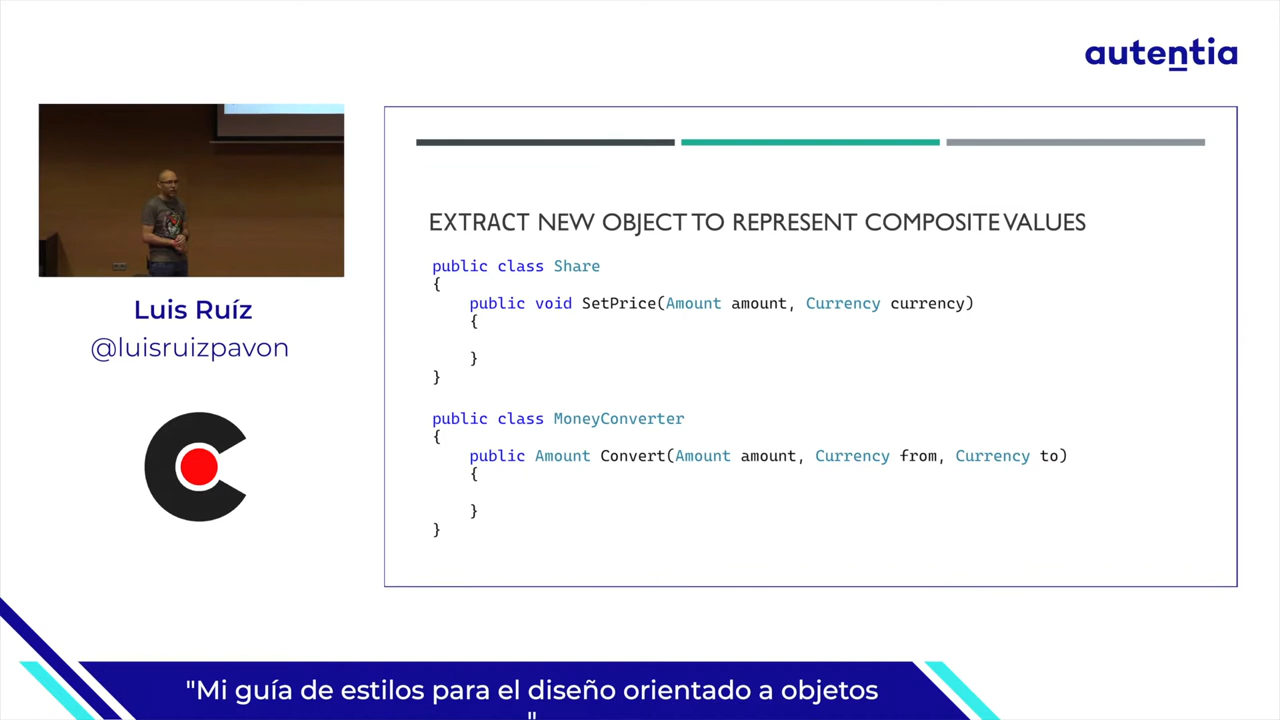 autentia
EXTRACT NEW OBJECT TO REPRESENT COMPOSITE VALUES
public class Share
{
    public void SetPrice(Amount amount, Currency currency)
    {
    }
}
public class MoneyConverter
{
    public Amount Convert(Amount amount, Currency from, Currency to)
    {
    }
}
Luis Ruíz
@luisruizpavon
"Mi guía de estilos para el diseño orientado a objetos
"